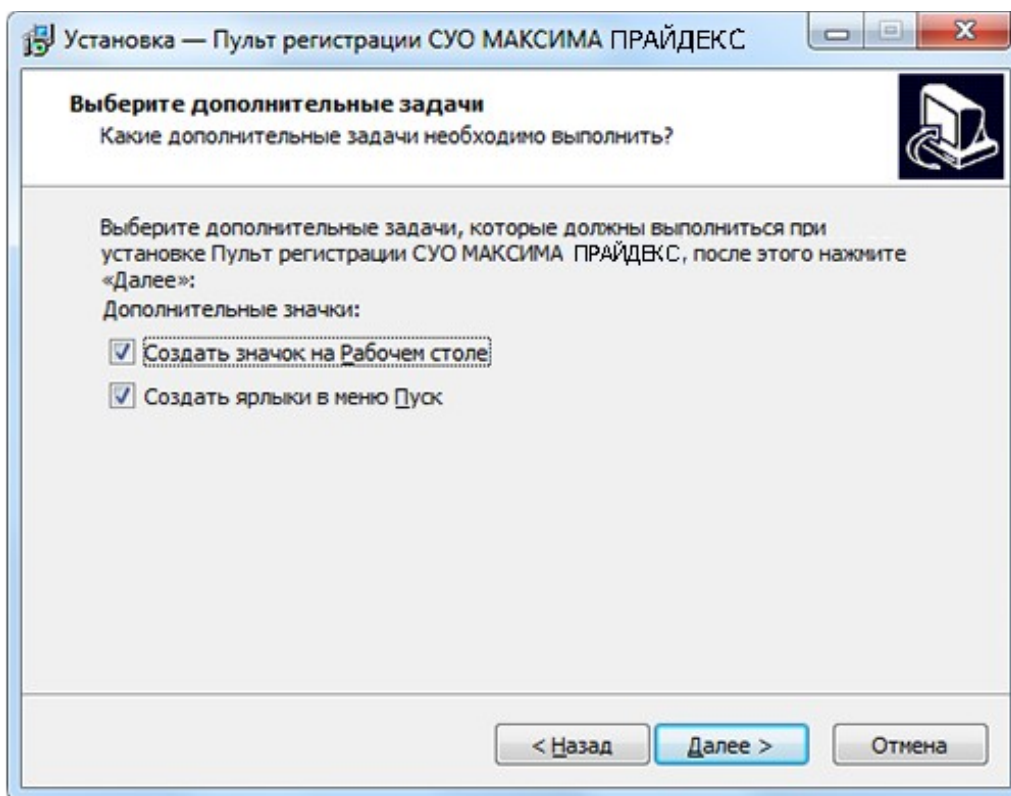 Установка — Пульт регистрации СУО МАКСИМА ПРАЙДЕКС
Выберите дополнительные задачи
Какие дополнительные задачи необходимо выполнить?
Выберите дополнительные задачи, которые должны выполниться при
установке Пульт регистрации СУО МАКСИМА ПРАЙДЕКС, после этого нажмите
«Далее»:
Дополнительные значки:
Создать значок на Рабочем столе
Создать ярлыки в меню Пуск
< Назад Далее > Отмена